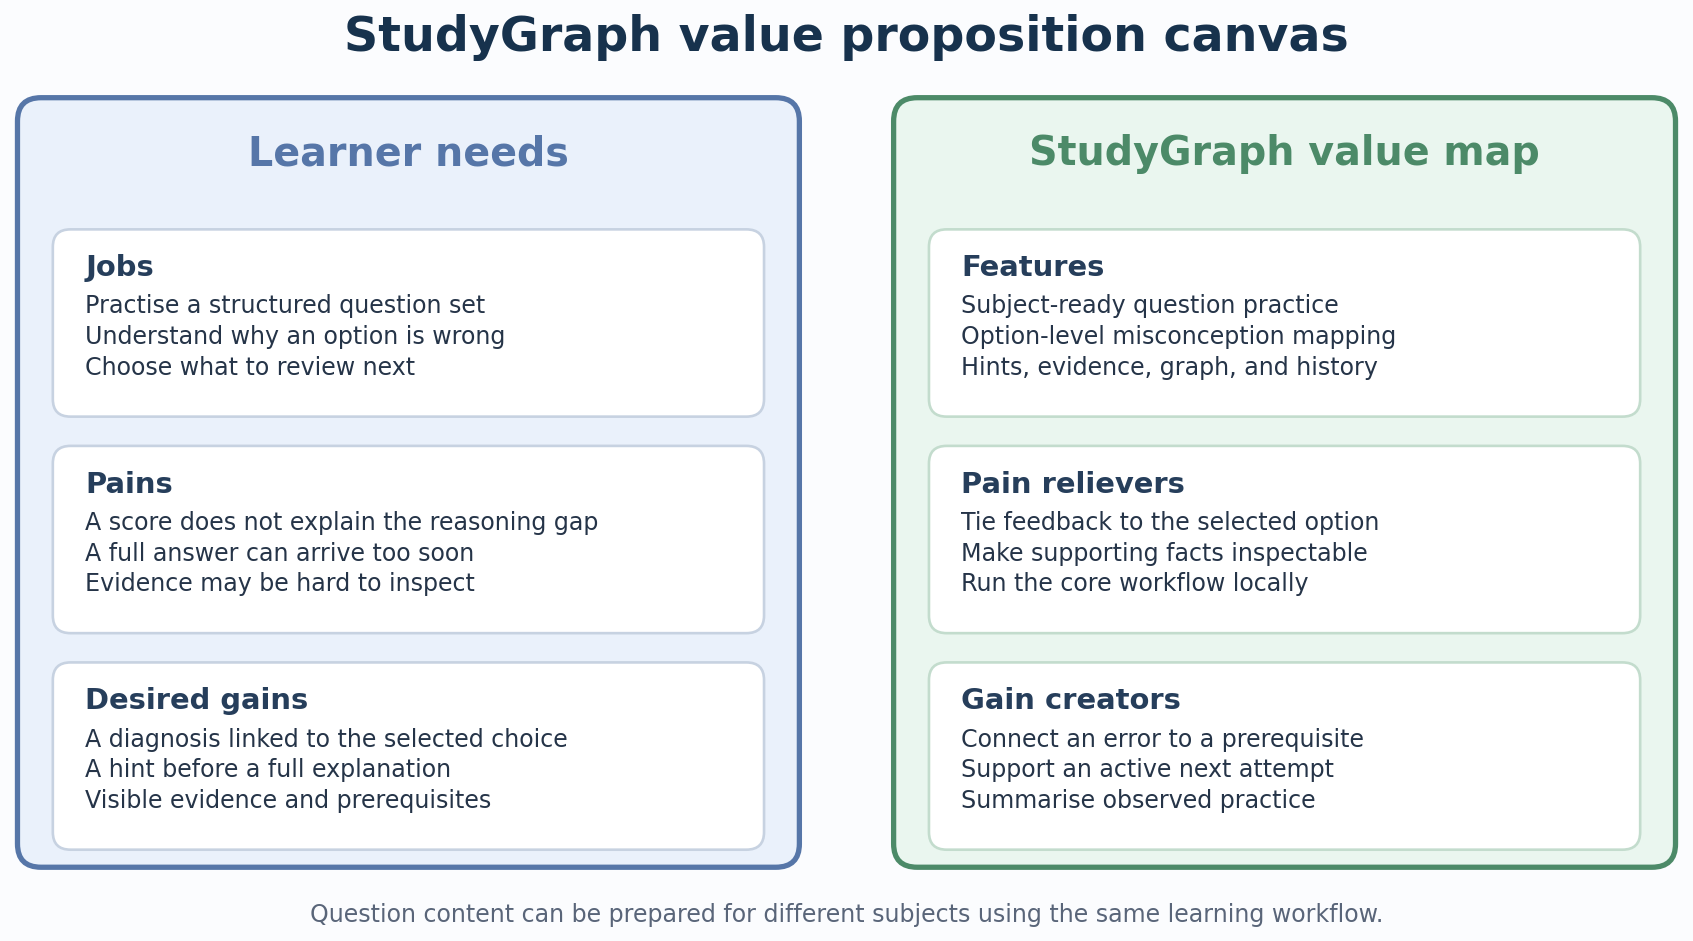 StudyGraph value proposition canvas
Learner needs
Jobs
Practise a structured question set
Understand why an option is wrong
Choose what to review next
Pains
A score does not explain the reasoning gap
A full answer can arrive too soon
Evidence may be hard to inspect
Desired gains
A diagnosis linked to the selected choice
A hint before a full explanation
Visible evidence and prerequisites
StudyGraph value map
Features
Subject-ready question practice
Option-level misconception mapping
Hints, evidence, graph, and history
Pain relievers
Tie feedback to the selected option
Make supporting facts inspectable
Run the core workflow locally
Gain creators
Connect an error to a prerequisite
Support an active next attempt
Summarise observed practice
Question content can be prepared for different subjects using the same learning workflow.